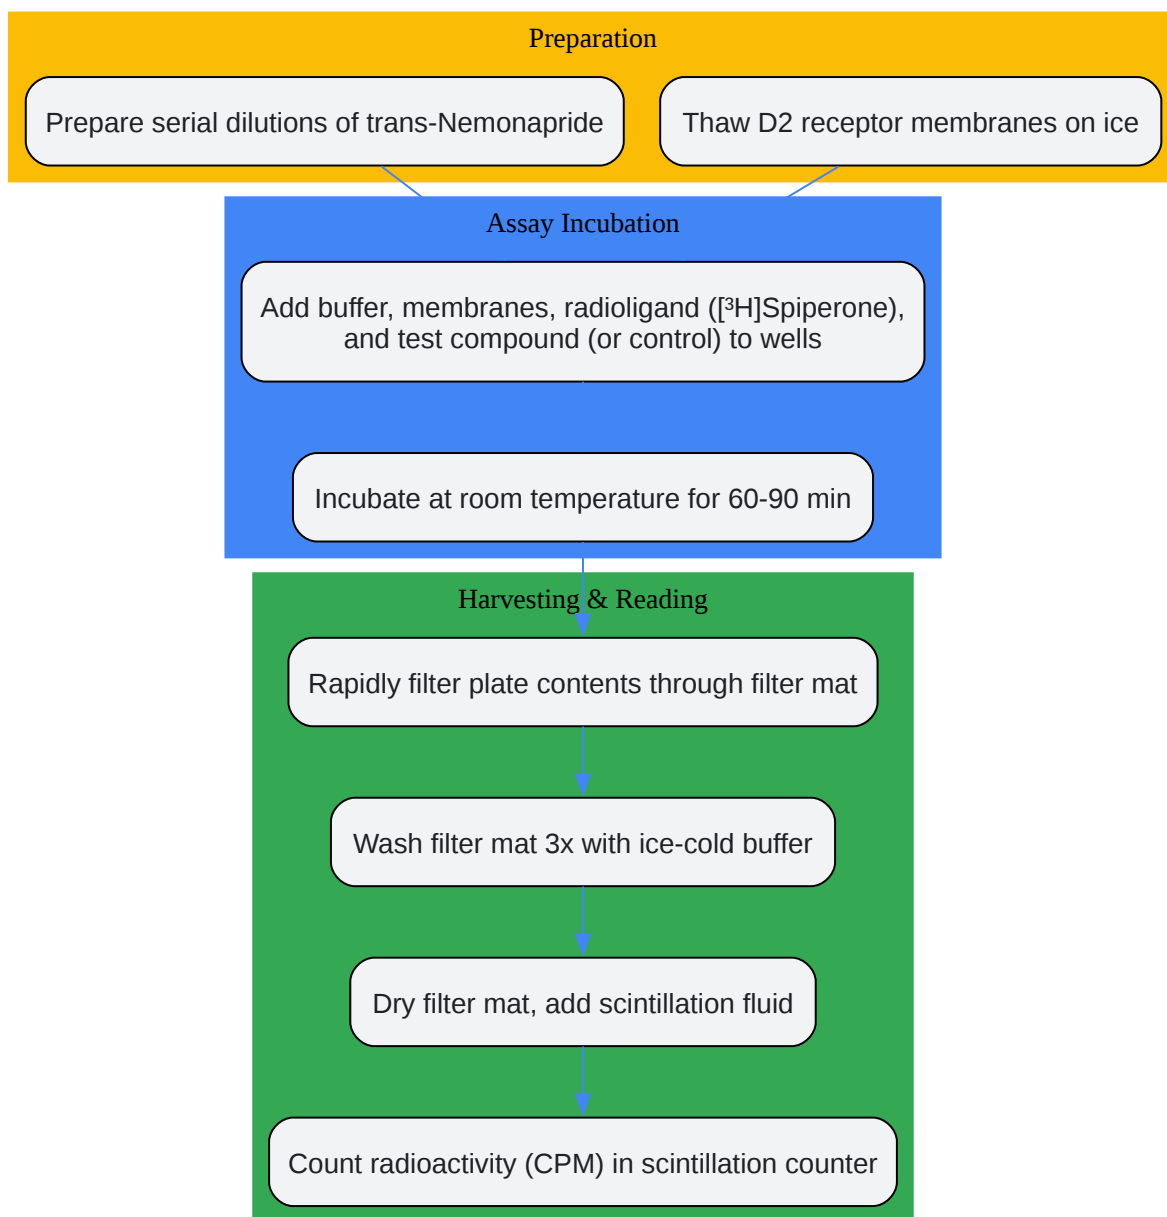 Preparation
Prepare serial dilutions of trans-Nemonapride
Thaw D2 receptor membranes on ice
Assay Incubation
Add buffer, membranes, radioligand ([³H]Spiperone),
and test compound (or control) to wells
Incubate at room temperature for 60-90 min
Harvesting & Reading
Rapidly filter plate contents through filter mat
Wash filter mat 3x with ice-cold buffer
Dry filter mat, add scintillation fluid
Count radioactivity (CPM) in scintillation counter